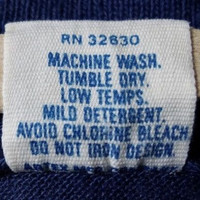 RN 32630
MACHINE WASH.
TUMBLE DRY.
LOW TEMPS.
MILD DETERGENT.
AVOID CHLORINE BLEACH
DO NOT IRON DESIGN